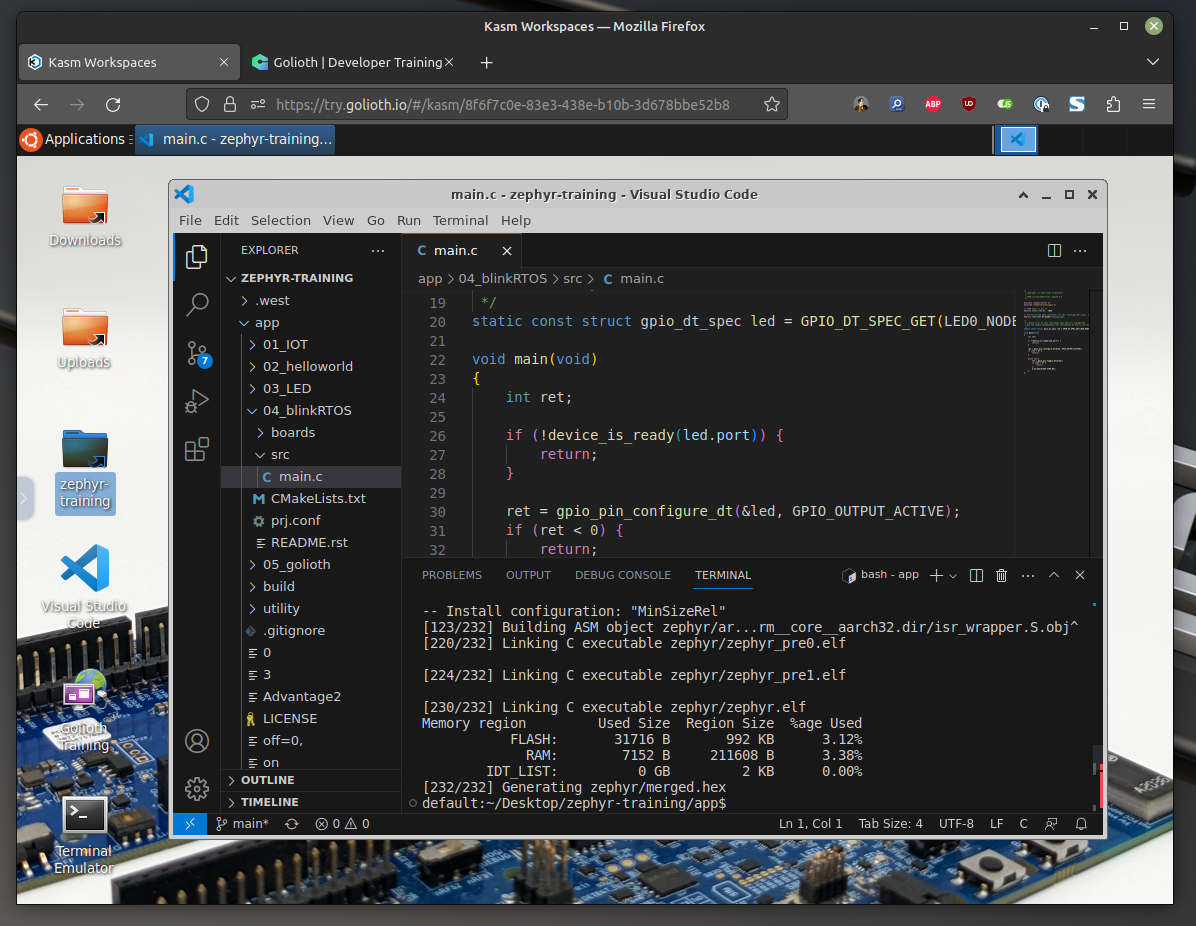 Kasm Workspaces — Mozilla Firefox
Kasm Workspaces
Golioth | Developer Training
https://try.golioth.io/#/kasm/8f6f7c0e-83e3-438e-b10b-3d678bbe52b8
ABP
Applications
main.c - zephyr-training...
Downloads
Uploads
zephyr-
training
Visual Studio
Code
Golioth
Training
Terminal
Emulator
main.c - zephyr-training - Visual Studio Code
File Edit Selection View Go Run Terminal Help
EXPLORER
ZEPHYR-TRAINING
.west
app
01_IOT
02_helloworld
03_LED
04_blinkRTOS
boards
src
C main.c
M CMakeLists.txt
prj.conf
README.rst
05_golioth
build
utility
.gitignore
0
3
Advantage2
LICENSE
off=0,
on
OUTLINE
TIMELINE
7
C main.c
app > 04_blinkRTOS > src > C main.c
19 */
20 static const struct gpio_dt_spec led = GPIO_DT_SPEC_GET(LED0_NODE
21
22 void main(void)
23 {
24 int ret;
25
26 if (!device_is_ready(led.port)) {
27 return;
28 }
29
30 ret = gpio_pin_configure_dt(&led, GPIO_OUTPUT_ACTIVE);
31 if (ret < 0) {
32 return;
PROBLEMS OUTPUT DEBUG CONSOLE TERMINAL
bash - app
-- Install configuration: "MinSizeRel"
[123/232] Building ASM object zephyr/ar...rm__core__aarch32.dir/isr_wrapper.S.obj^
[220/232] Linking C executable zephyr/zephyr_pre0.elf
[224/232] Linking C executable zephyr/zephyr_pre1.elf
[230/232] Linking C executable zephyr/zephyr.elf
Memory region Used Size Region Size %age Used
FLASH: 31716 B 992 KB 3.12%
RAM: 7152 B 211608 B 3.38%
IDT_LIST: 0 GB 2 KB 0.00%
[232/232] Generating zephyr/merged.hex
default:~/Desktop/zephyr-training/app$
main* 0 0 Ln 1, Col 1 Tab Size: 4 UTF-8 LF C